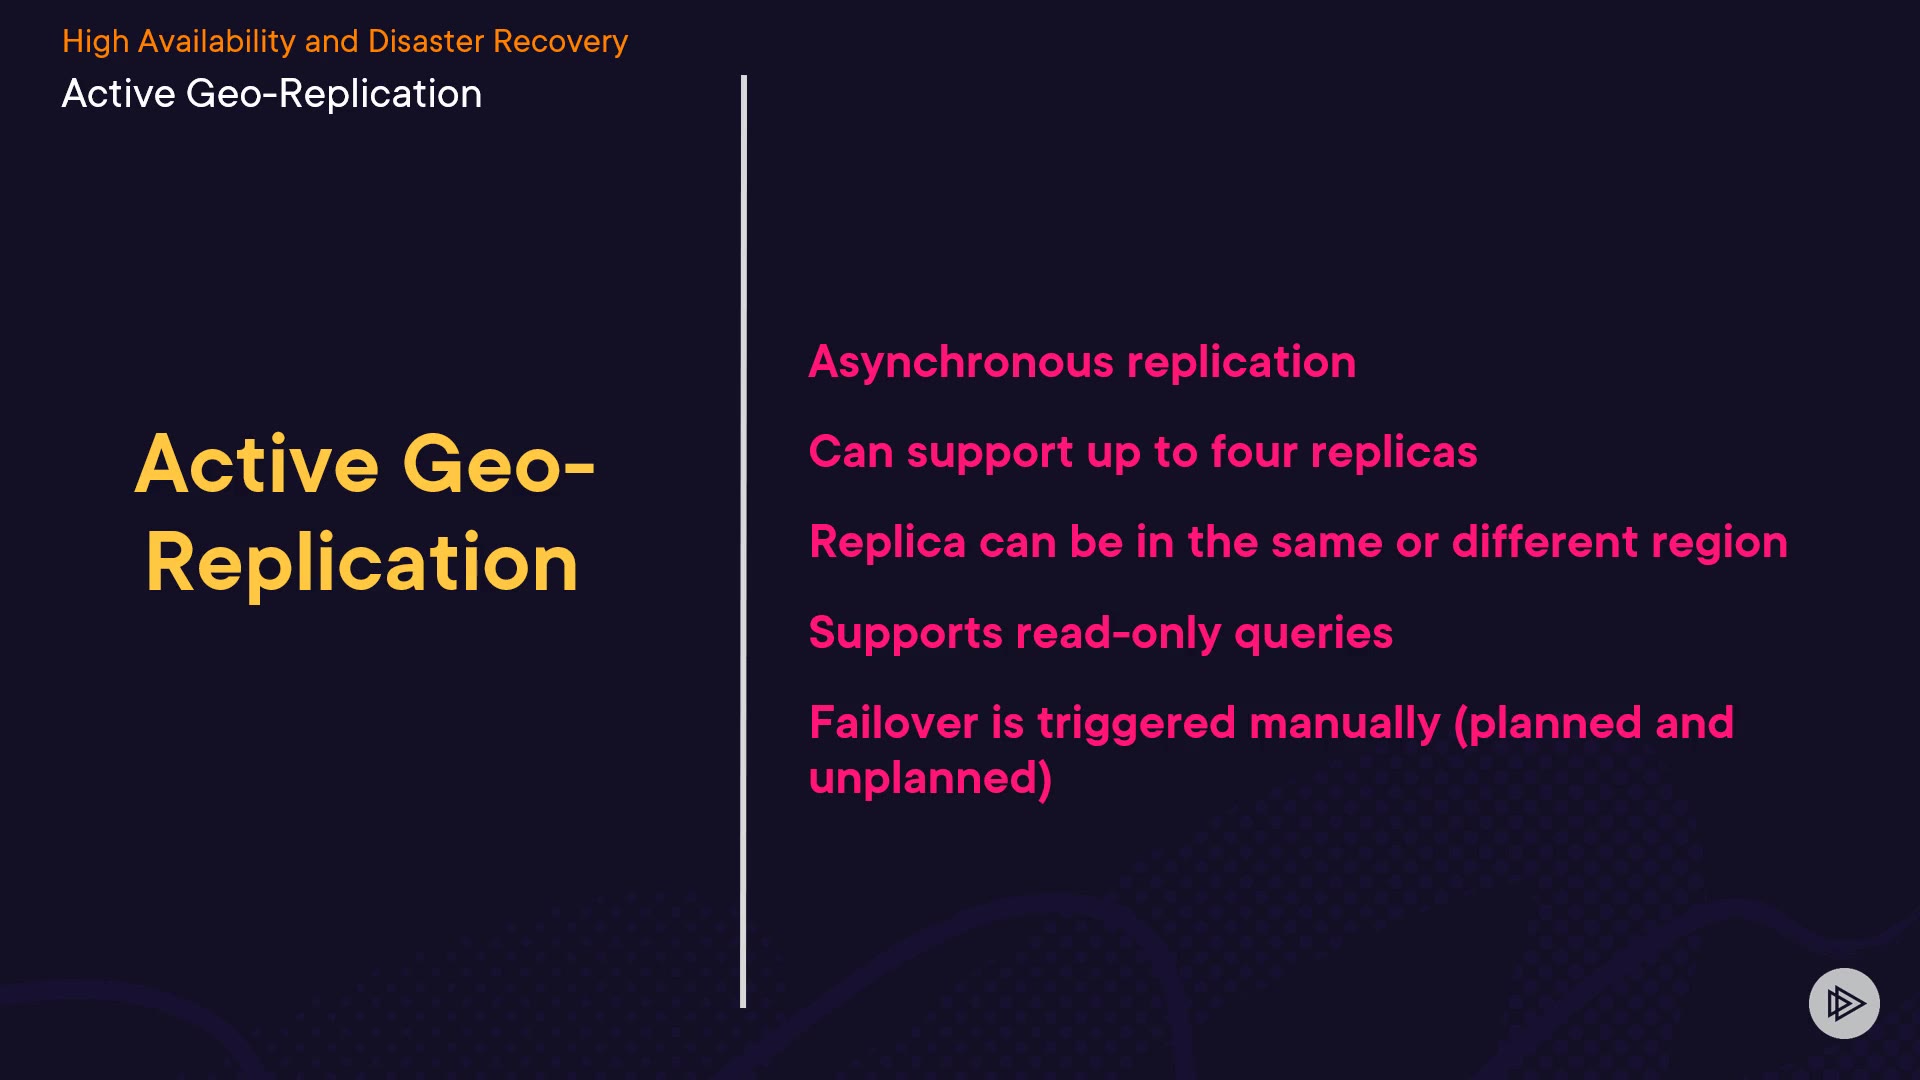 High Availability and Disaster Recovery
Active Geo-Replication
Active Geo-
Replication
Asynchronous replication
Can support up to four replicas
Replica can be in the same or different region
Supports read-only queries
Failover is triggered manually (planned and
unplanned)